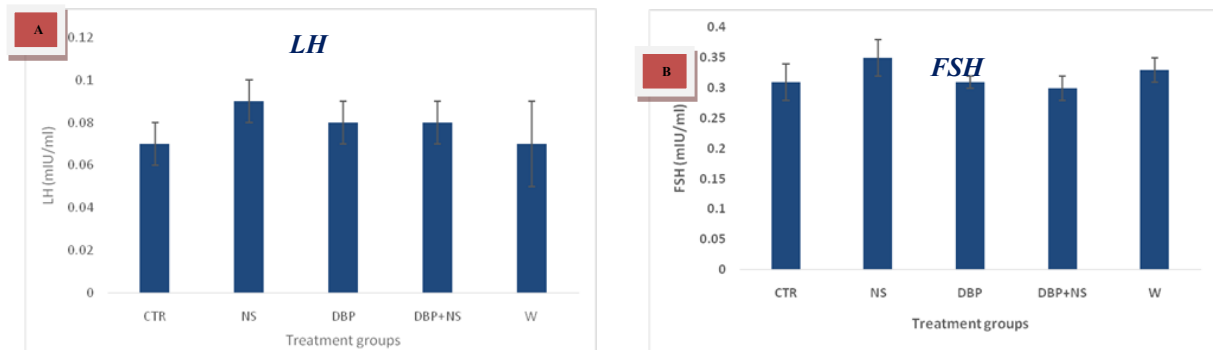 A
LH
LH (mIU/ml)
0.12
0.1
0.08
0.06
0.04
0.02
0
CTR NS DBP DBP+NS W
Treatment groups
B
FSH
FSH (mIU/ml)
0.4
0.35
0.3
0.25
0.2
0.15
0.1
0.05
0
CTR NS DBP DBP+NS W
Treatment groups